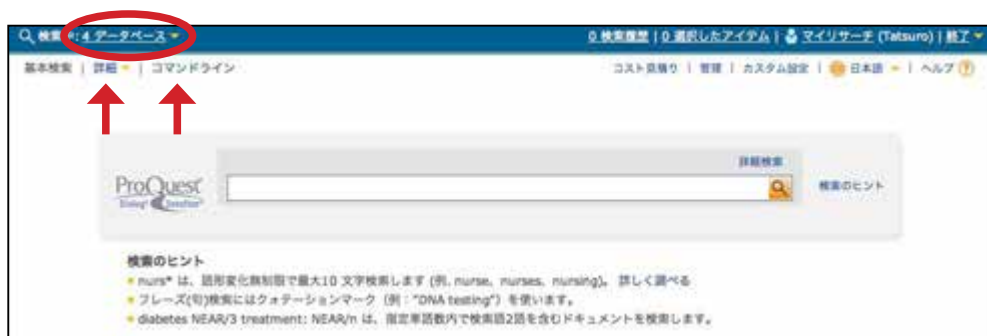 検索中: 4 データベース
0 検索履歴 | 0 選択したアイテム | マイリサーチ (Tatsuro) | 終了
基本検索 | 詳細 | コマンドライン
コスト見積り | 管理 | カスタム設定 | 日本語 | ヘルプ ?
詳細検索
ProQuest
Dialog
検索のヒント
検索のヒント
nurs* は、語形変化無制限で最大10 文字検索します (例, nurse, nurses, nursing)。 詳しく調べる
フレーズ(句)検索にはクォテーションマーク (例："DNA testing") を使います。
diabetes NEAR/3 treatment: NEAR/n は、指定単語数内で検索語2語を含むドキュメントを検索します。